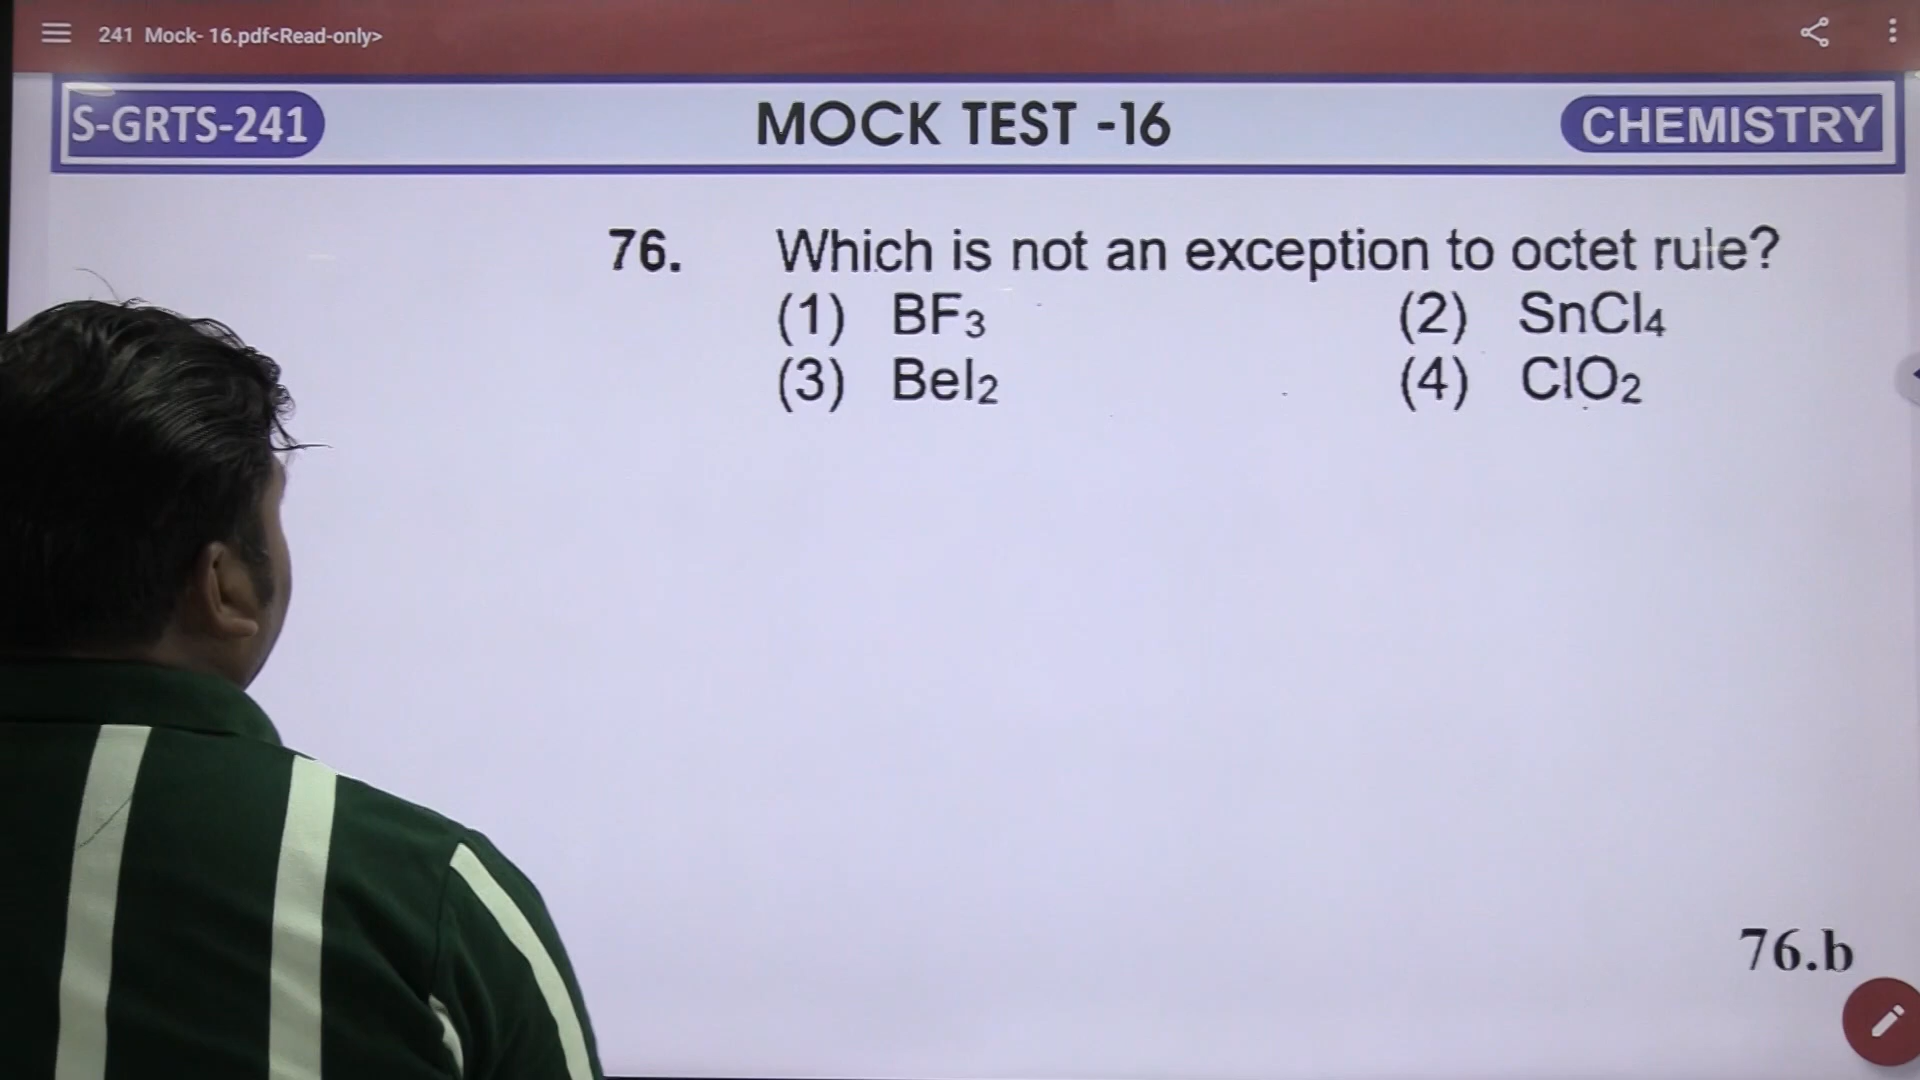 241 Mock- 16.pdf<Read-only>
S-GRTS-241 MOCK TEST -16 CHEMISTRY
76. Which is not an exception to octet rule?
(1) BF3 (2) SnCl4
(3) BeI2 (4) ClO2
76.b